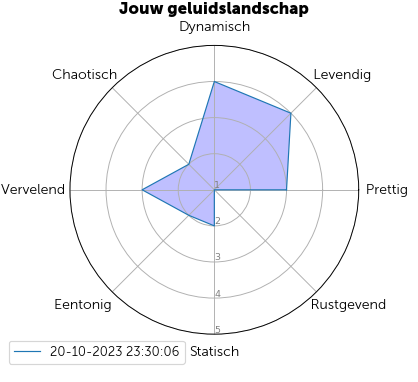 Jouw geluidslandschap
Dynamisch
Chaotisch
Levendig
Vervelend
1
Prettig
2
3
4
Eentonig
Rustgevend
5
20-10-2023 23:30:06
Statisch